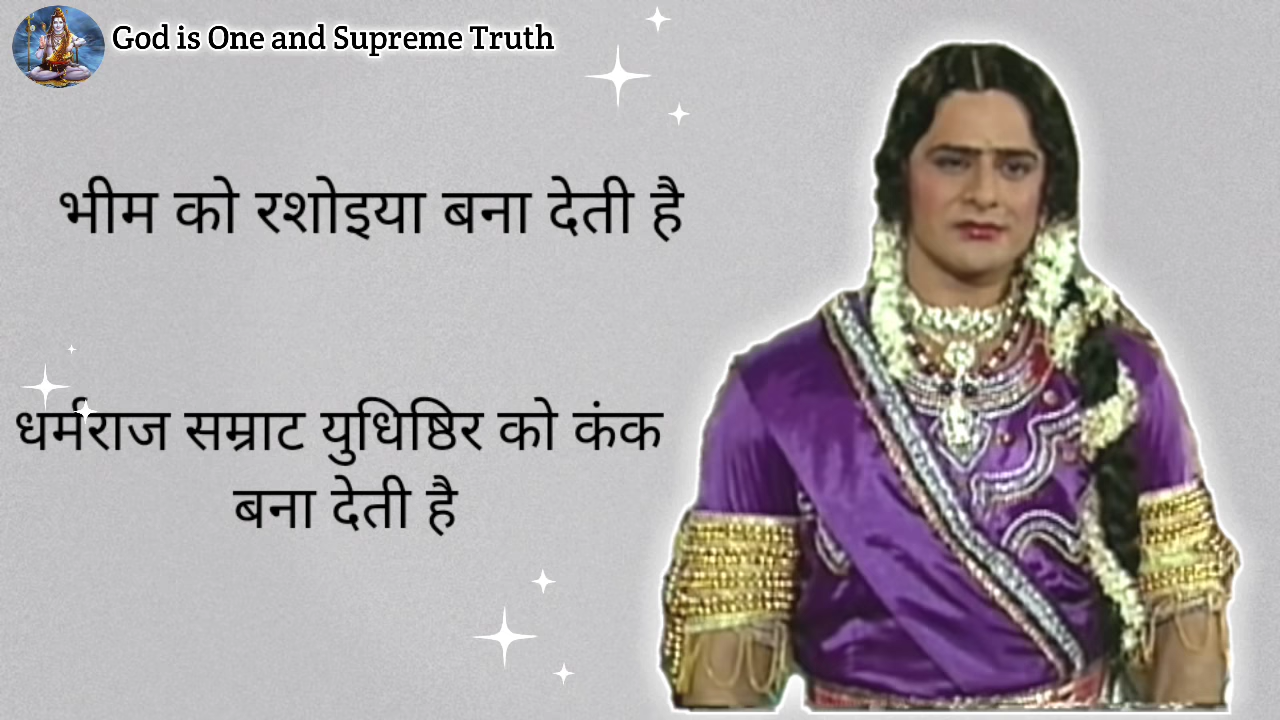 God is One and Supreme Truth
भीम को रशोइया बना देती है
धर्मराज सम्राट युधिष्ठिर को कंक
बना देती है